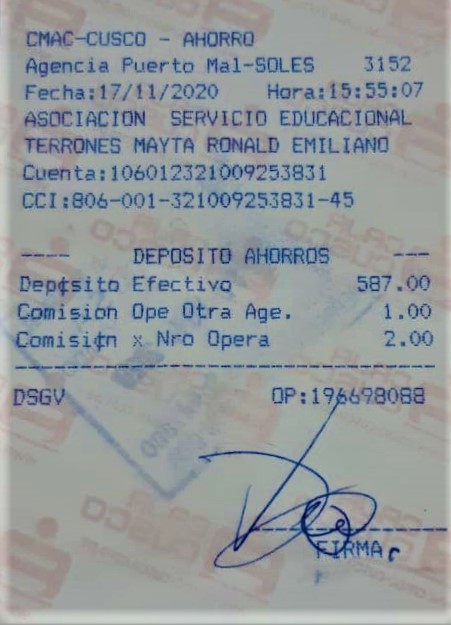 CMAC-CUSCO - AHORRO
Agencia Puerto Mal-SOLES 3152
Fecha:17/11/2020 Hora:15:55:07
ASOCIACION SERVICIO EDUCACIONAL
TERRONES MAYTA RONALD EMILIANO
Cuenta:106012321009253831
CCI:806-001-321009253831-45
---- DEPOSITO AHORROS ---
Dep¢sito Efectivo 587.00
Comision Ope Otra Age. 1.00
Comisi¢n x Nro Opera 2.00
DSGV OP:196698088
FIRMA